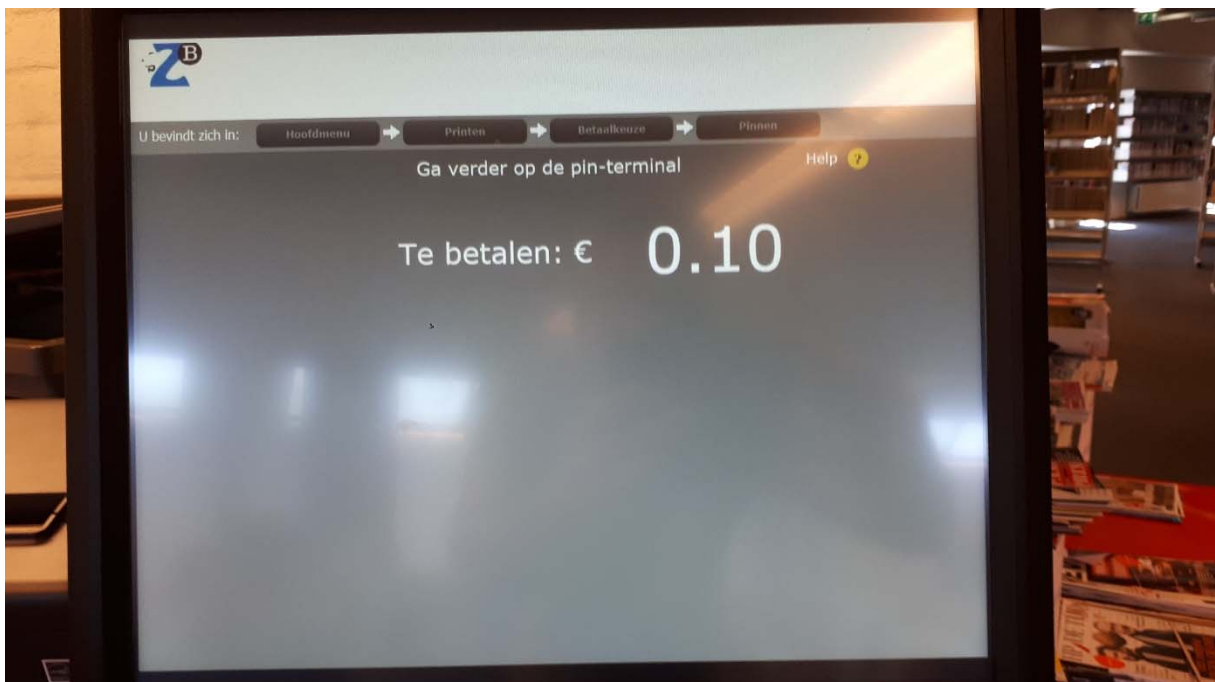 ZB
U bevindt zich in: Hoofdmenu Printen Betaalkeuze Pinnen
Ga verder op de pin-terminal
Help ?
Te betalen: € 0.10